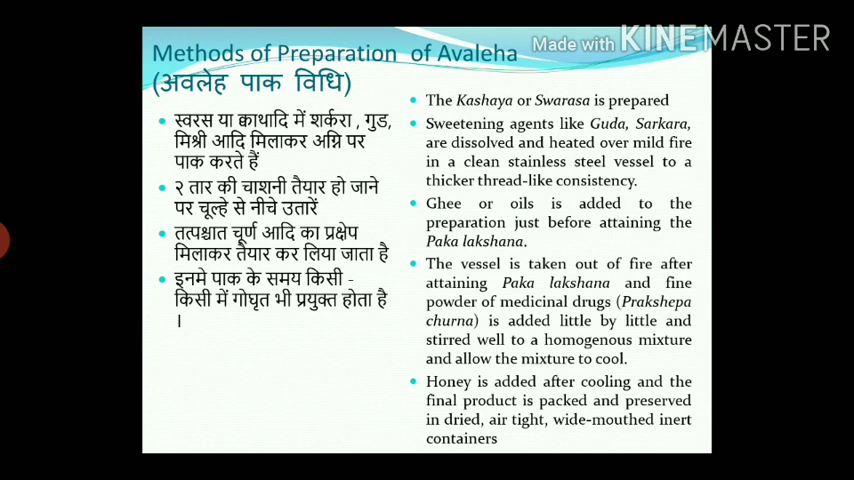 Made with KINEMASTER
Methods of Preparation of Avaleha
(अवलेह पाक विधि)
• स्वरस या क्वाथादि में शर्करा , गुड,
मिश्री आदि मिलाकर अग्नि पर
पाक करते हैं
• २ तार की चाशनी तैयार हो जाने
पर चूल्हे से नीचे उतारें
• तत्पश्चात चूर्ण आदि का प्रक्षेप
मिलाकर तैयार कर लिया जाता है
• इनमे पाक के समय किसी -
किसी में गोघृत भी प्रयुक्त होता है
।
• The Kashaya or Swarasa is prepared
• Sweetening agents like Guda, Sarkara,
are dissolved and heated over mild fire
in a clean stainless steel vessel to a
thicker thread-like consistency.
• Ghee or oils is added to the
preparation just before attaining the
Paka lakshana.
• The vessel is taken out of fire after
attaining Paka lakshana and fine
powder of medicinal drugs (Prakshepa
churna) is added little by little and
stirred well to a homogenous mixture
and allow the mixture to cool.
• Honey is added after cooling and the
final product is packed and preserved
in dried, air tight, wide-mouthed inert
containers